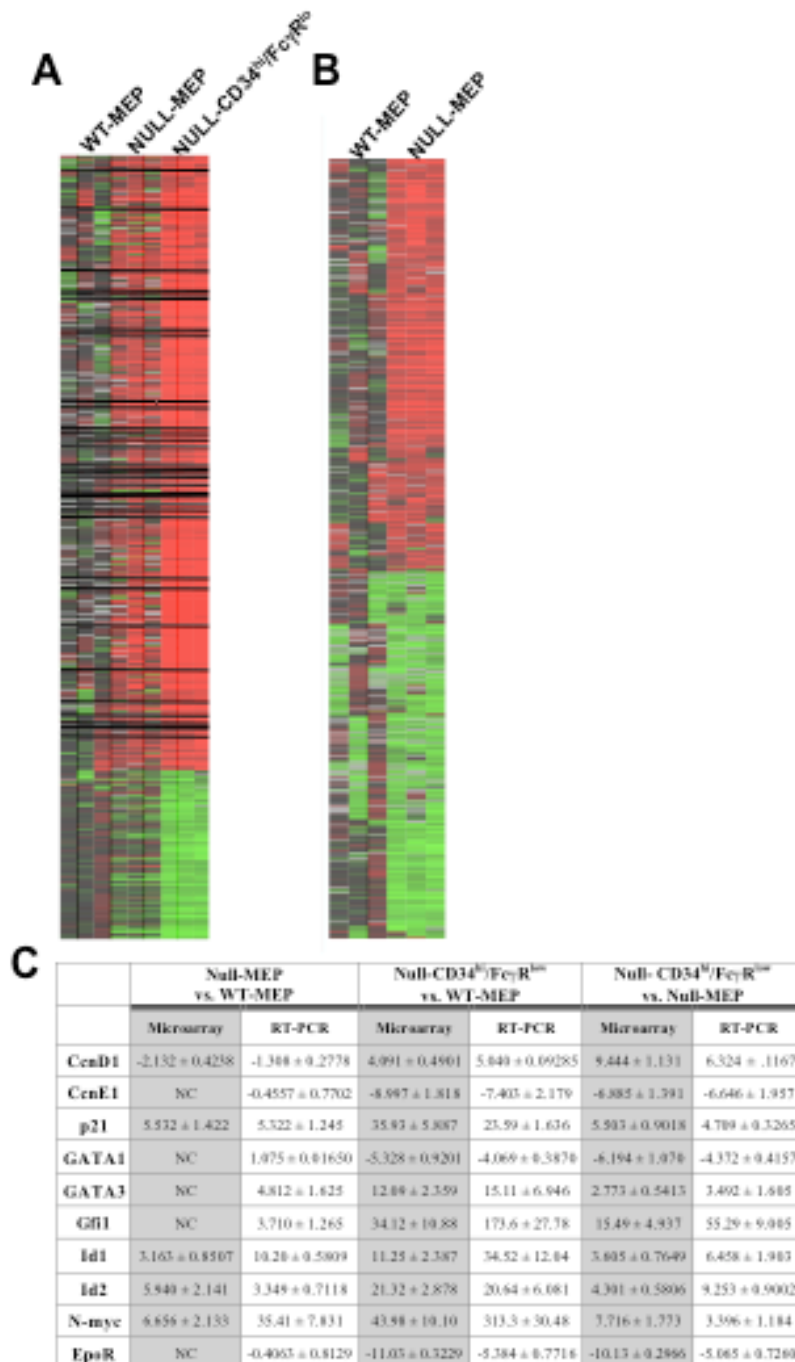 A
WT-MEP
NULL-MEP
NULL-CD34hi/FcγRlo
B
WT-MEP
NULL-MEP
C
Null-MEP vs. WT-MEP
Null-CD34hi/FcγRlow vs. WT-MEP
Null- CD34hi/FcγRlow vs. Null-MEP
Microarray RT-PCR Microarray RT-PCR Microarray RT-PCR
CcnD1 -2.132 ± 0.4238 -1.308 ± 0.2778 4.091 ± 0.4901 5.040 ± 0.09285 9.444 ± 1.131 6.324 ± .1167
CcnE1 NC -0.4557 ± 0.7702 -8.997 ± 1.818 -7.403 ± 2.179 -6.885 ± 1.391 -6.646 ± 1.957
p21 5.532 ± 1.422 5.322 ± 1.245 35.93 ± 5.887 23.59 ± 1.636 5.503 ± 0.9018 4.709 ± 0.3265
GATA1 NC 1.075 ± 0.01650 -5.328 ± 0.9201 -4.069 ± 0.3870 -6.194 ± 1.070 -4.372 ± 0.4157
GATA3 NC 4.812 ± 1.625 12.09 ± 2.359 15.11 ± 6.946 2.773 ± 0.5413 3.492 ± 1.605
Gfi1 NC 3.710 ± 1.265 34.12 ± 10.88 173.6 ± 27.78 15.49 ± 4.937 55.29 ± 9.005
Id1 3.163 ± 0.8507 10.20 ± 0.5809 11.25 ± 2.387 34.52 ± 12.04 3.605 ± 0.7649 6.458 ± 1.903
Id2 5.940 ± 2.141 3.349 ± 0.7118 21.32 ± 2.878 20.64 ± 6.081 4.301 ± 0.5806 9.253 ± 0.9002
N-myc 6.656 ± 2.133 35.41 ± 7.831 43.98 ± 10.10 313.3 ± 30.48 7.716 ± 1.773 3.396 ± 1.184
EpoR NC -0.4063 ± 0.8129 -11.03 ± 0.3229 -5.384 ± 0.7716 -10.13 ± 0.2966 -5.065 ± 0.7260